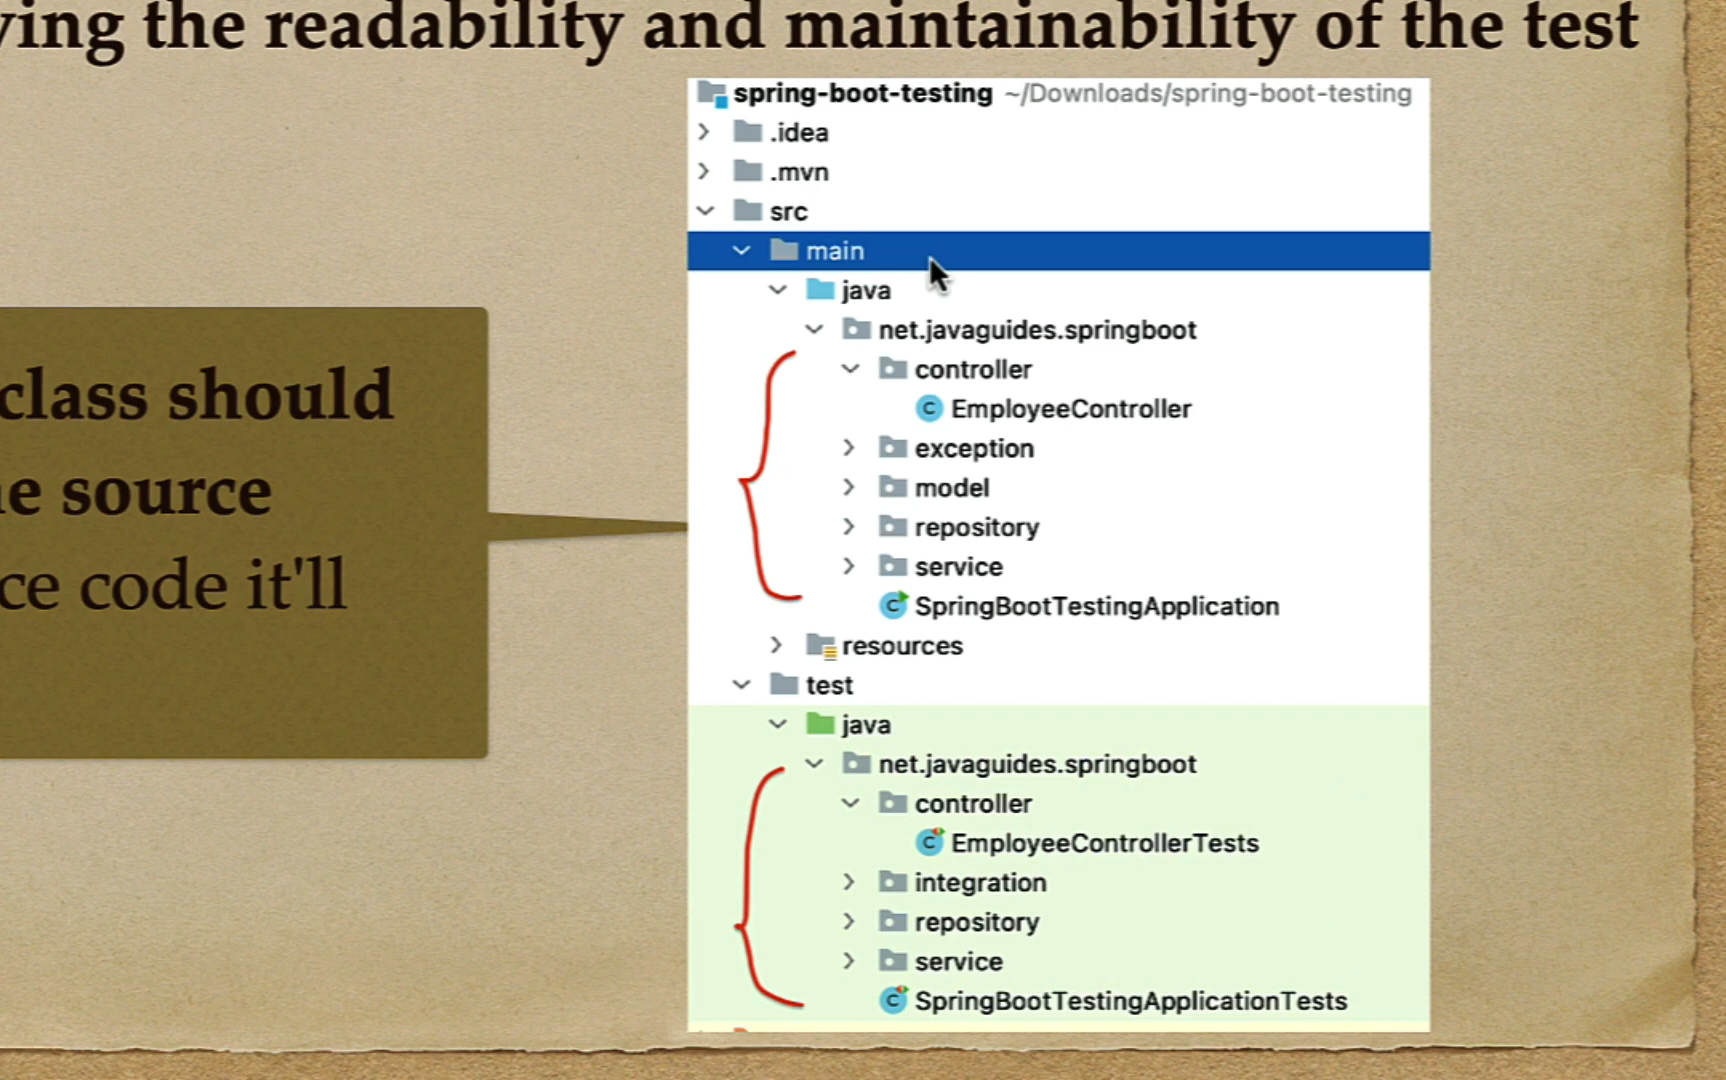 the readability and maintainability of the test
class should
source
code it'll
spring-boot-testing ~/Downloads/spring-boot-testing
.idea
.mvn
src
main
java
net.javaguides.springboot
controller
EmployeeController
exception
model
repository
service
SpringBootTestingApplication
resources
test
java
net.javaguides.springboot
controller
EmployeeControllerTests
integration
repository
service
SpringBootTestingApplicationTests